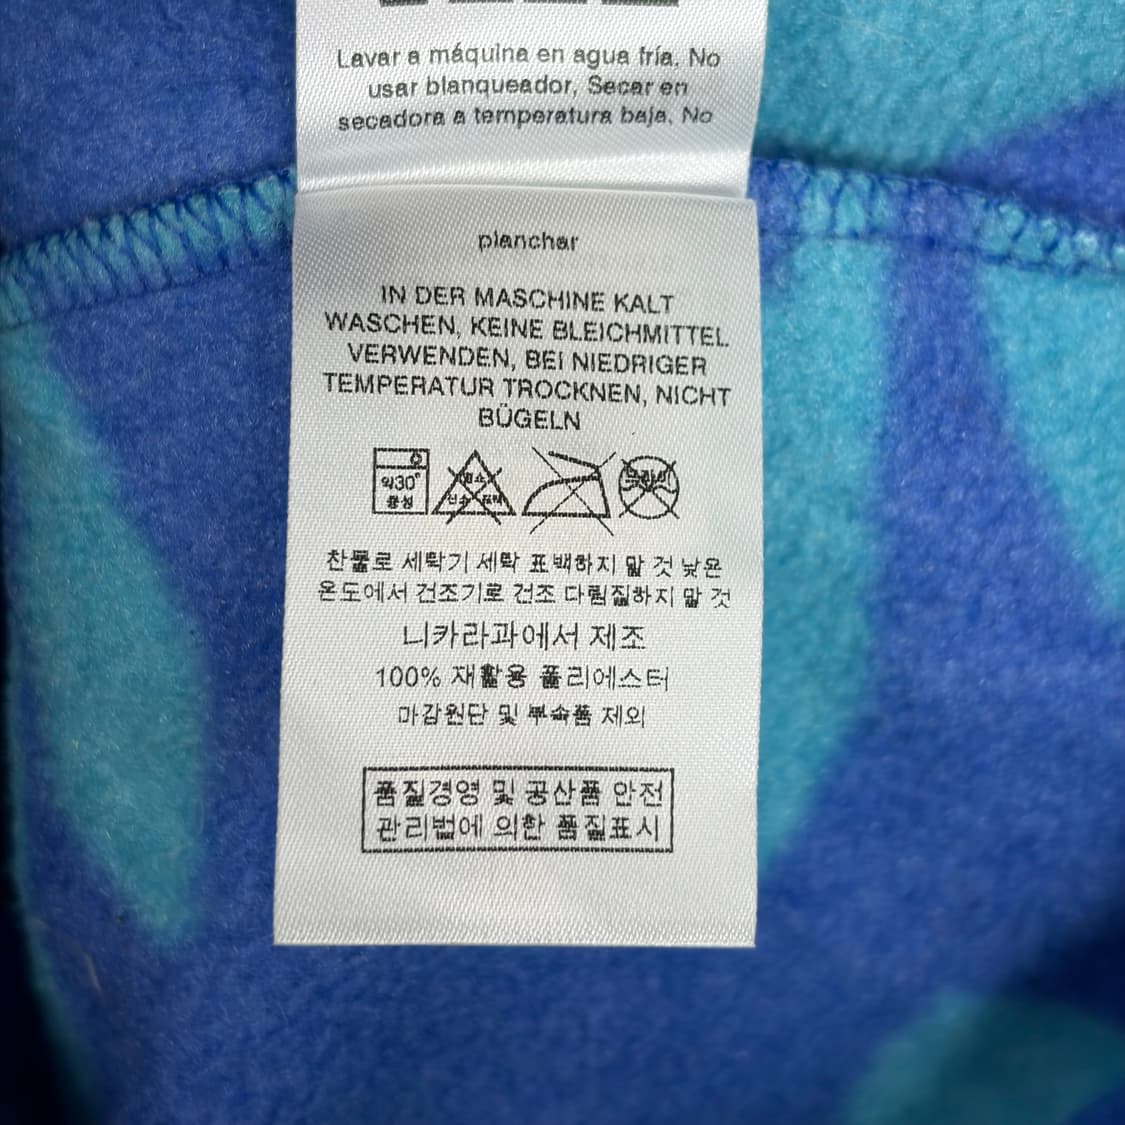 Lavar a máquina en agua fría. No
usar blanqueador, Secar en
secadora a temperatura baja, No
planchar
IN DER MASCHINE KALT
WASCHEN, KEINE BLEICHMITTEL
VERWENDEN, BEI NIEDRIGER
TEMPERATUR TROCKNEN, NICHT
BÜGELN
약30°
중성
찬물로 세탁기 세탁 표백하지 말 것 낮은
온도에서 건조기로 건조 다림질하지 말 것
니카라과에서 제조
100% 재활용 폴리에스터
마감원단 및 부속품 제외
품질경영 및 공산품 안전
관리법에 의한 품질표시